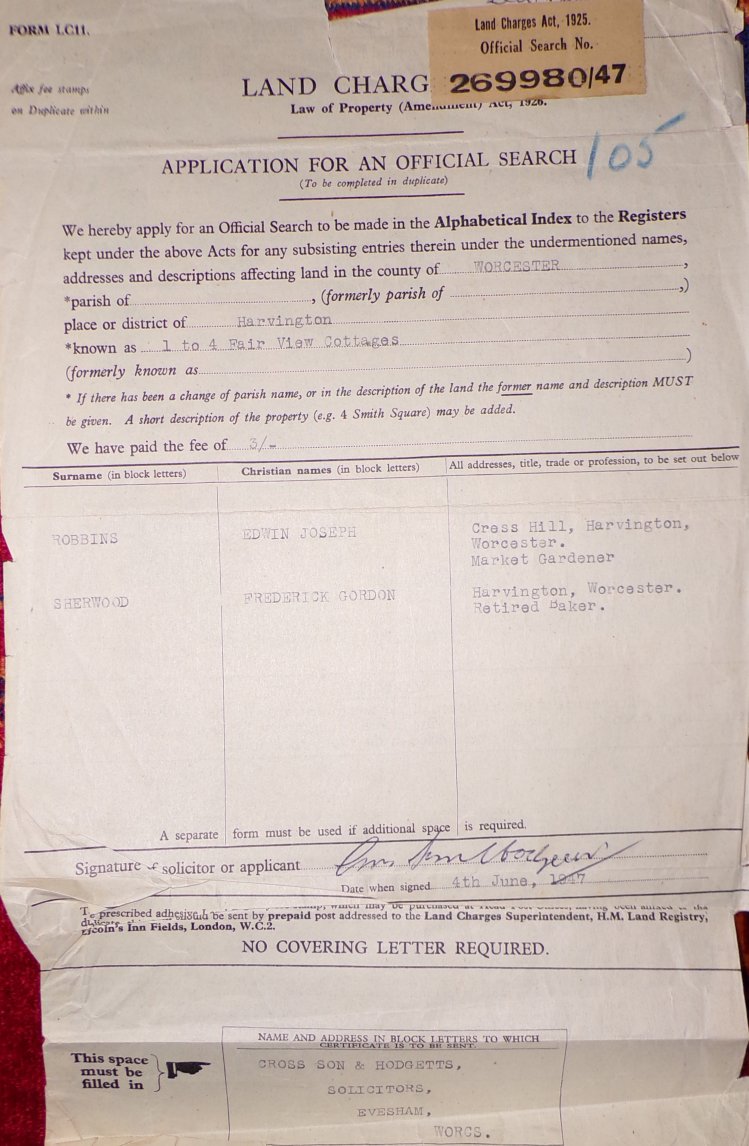 FORM LC11.
Land Charges Act, 1925.
Official Search No.
269980/47
Affix fee stamps
on Duplicate within
LAND CHARG
Law of Property (Amendment) Act, 1926.
APPLICATION FOR AN OFFICIAL SEARCH
105
(To be completed in duplicate)
We hereby apply for an Official Search to be made in the Alphabetical Index to the Registers
kept under the above Acts for any subsisting entries therein under the undermentioned names,
addresses and descriptions affecting land in the county of WORCESTER,
*parish of , (formerly parish of ,)
place or district of Harvington
*known as 1 to 4 Fair View Cottages
(formerly known as )
* If there has been a change of parish name, or in the description of the land the former name and description MUST
be given. A short description of the property (e.g. 4 Smith Square) may be added.
We have paid the fee of 3/-
Surname (in block letters) Christian names (in block letters) All addresses, title, trade or profession, to be set out below
ROBBINS EDWIN JOSEPH Cress Hill, Harvington,
Worcester.
Market Gardener
SHERWOOD FREDERICK GORDON Harvington, Worcester.
Retired Baker.
A separate form must be used if additional space is required.
Signature of solicitor or applicant
Date when signed 4th June, 1947
prescribed be sent by prepaid post addressed to the Land Charges Superintendent, H.M. Land Registry,
Inn Fields, London, W.C.2.
NO COVERING LETTER REQUIRED.
NAME AND ADDRESS IN BLOCK LETTERS TO WHICH
CERTIFICATE IS TO BE SENT.
This space
must be
filled in
CROSS SON & HODGETTS,
SOLICITORS,
EVESHAM,
WORCS.